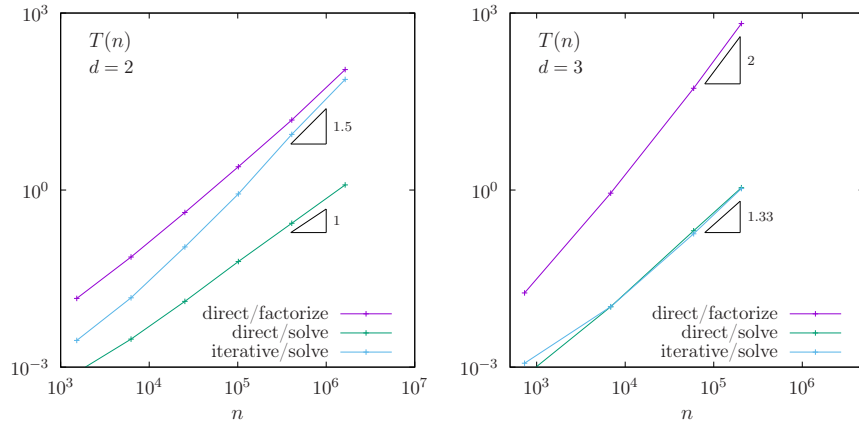 10^3
T(n)
d = 2
1.5
10^0
1
direct/factorize
direct/solve
iterative/solve
10^−3
10^3 10^4 10^5 10^6 10^7
n
10^3
T(n)
d = 3
2
10^0
1.33
direct/factorize
direct/solve
iterative/solve
10^−3
10^3 10^4 10^5 10^6
n